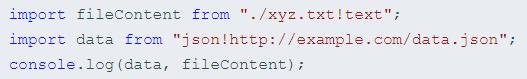 import fileContent from "./xyz.txt!text";
import data from "json!http://example.com/data.json";
console.log(data, fileContent);